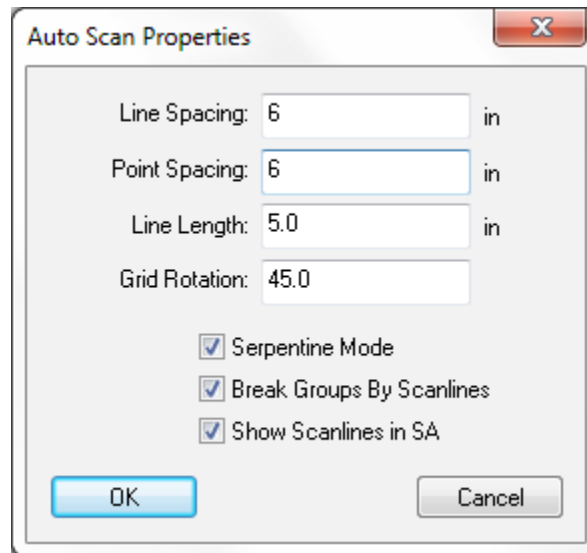 Auto Scan Properties
Line Spacing: 6 in
Point Spacing: 6 in
Line Length: 5.0 in
Grid Rotation: 45.0
Serpentine Mode
Break Groups By Scanlines
Show Scanlines in SA
OK Cancel